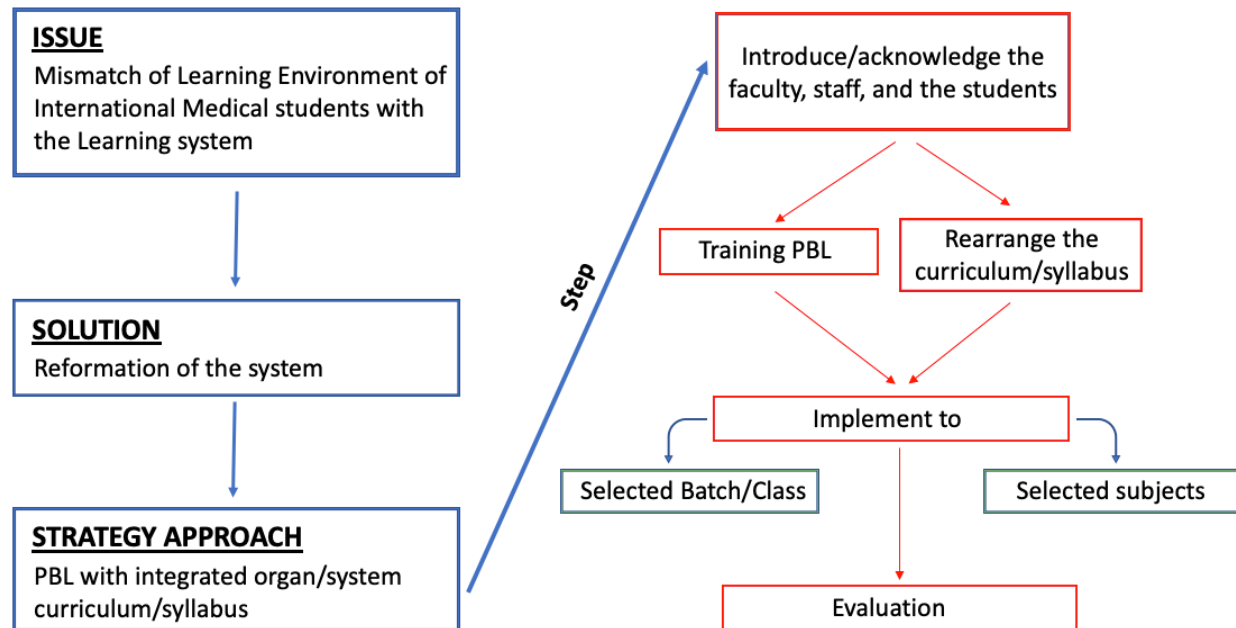 ISSUE
Mismatch of Learning Environment of
International Medical students with
the Learning system
SOLUTION
Reformation of the system
STRATEGY APPROACH
PBL with integrated organ/system
curriculum/syllabus
Step
Introduce/acknowledge the
faculty, staff, and the students
Training PBL
Rearrange the
curriculum/syllabus
Implement to
Selected Batch/Class
Selected subjects
Evaluation